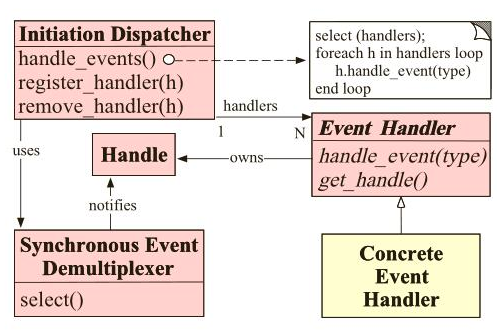 Initiation Dispatcher
handle_events()
register_handler(h)
remove_handler(h)
select (handlers);
foreach h in handlers loop
h.handle_event(type)
end loop
handlers
1
N
uses
Handle
owns
Event Handler
handle_event(type)
get_handle()
notifies
Synchronous Event
Demultiplexer
select()
Concrete
Event
Handler